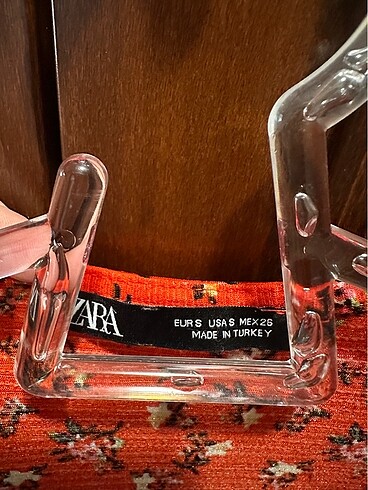 ZARA
EUR S USA S MEX 26
MADE IN TURKEY